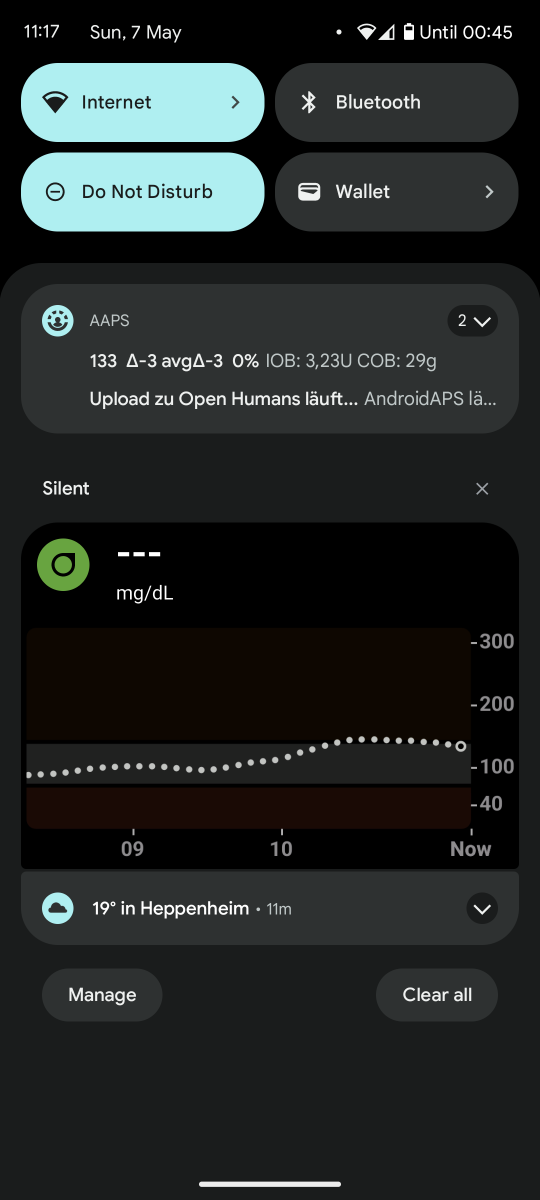 11:17 Sun, 7 May Until 00:45
Internet Bluetooth
Do Not Disturb Wallet
AAPS 2
133 Δ-3 avgΔ-3 0% IOB: 3,23U COB: 29g
Upload zu Open Humans läuft… AndroidAPS lä…
Silent
---
mg/dL
300
200
100
40
09 10 Now
19° in Heppenheim • 11m
Manage Clear all